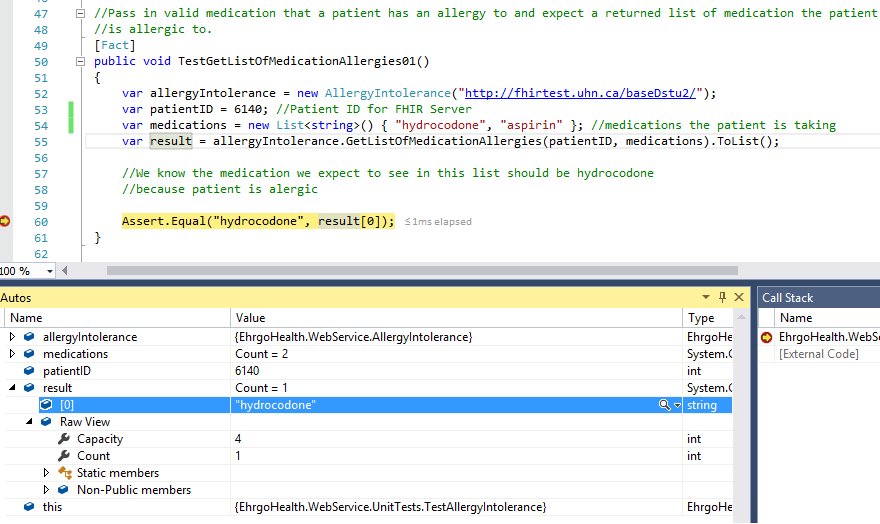 47 //Pass in valid medication that a patient has an allergy to and expect a returned list of medication the patient
48 //is allergic to.
49 [Fact]
50 public void TestGetListOfMedicationAllergies01()
51 {
52 var allergyIntolerance = new AllergyIntolerance("http://fhirtest.uhn.ca/baseDstu2/");
53 var patientID = 6140; //Patient ID for FHIR Server
54 var medications = new List<string>() { "hydrocodone", "aspirin" }; //medications the patient is taking
55 var result = allergyIntolerance.GetListOfMedicationAllergies(patientID, medications).ToList();
56
57 //We know the medication we expect to see in this list should be hydrocodone
58 //because patient is alergic
59
60 Assert.Equal("hydrocodone", result[0]); ≤1ms elapsed
61 }
62
100 %
Autos
Name Value Type
allergyIntolerance {EhrgoHealth.WebService.AllergyIntolerance} EhrgoHe
medications Count = 2 System.C
patientID 6140 int
result Count = 1 System.C
[0] "hydrocodone" string
Raw View
Capacity 4 int
Count 1 int
Static members
Non-Public members
this {EhrgoHealth.WebService.UnitTests.TestAllergyIntolerance} EhrgoHe
Call Stack
Name
EhrgoHealth.WebSe
[External Code]